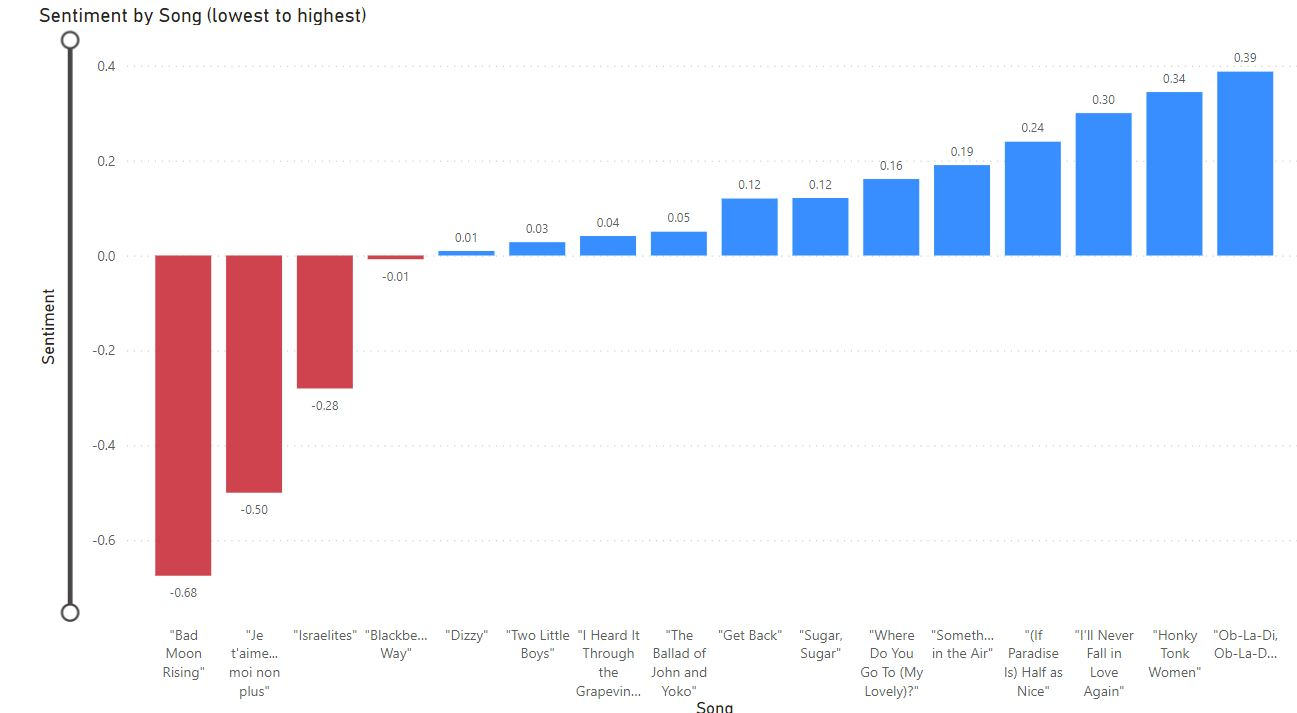 Sentiment by Song (lowest to highest)
0.4
0.2
0.0
-0.2
-0.4
-0.6
Sentiment
-0.68
-0.50
-0.28
-0.01
0.01
0.03
0.04
0.05
0.12
0.12
0.16
0.19
0.24
0.30
0.34
0.39
"Bad
Moon
Rising"
"Je
t'aime...
moi non
plus"
"Israelites"
"Blackbe...
Way"
"Dizzy"
"Two Little
Boys"
"I Heard It
Through
the
Grapevin...
"The
Ballad of
John and
Yoko"
"Get Back"
"Sugar,
Sugar"
"Where
Do You
Go To (My
Lovely)?"
"Someth...
in the Air"
"(If
Paradise
Is) Half as
Nice"
"I'll Never
Fall in
Love
Again"
"Honky
Tonk
Women"
"Ob-La-Di,
Ob-La-D...
Song